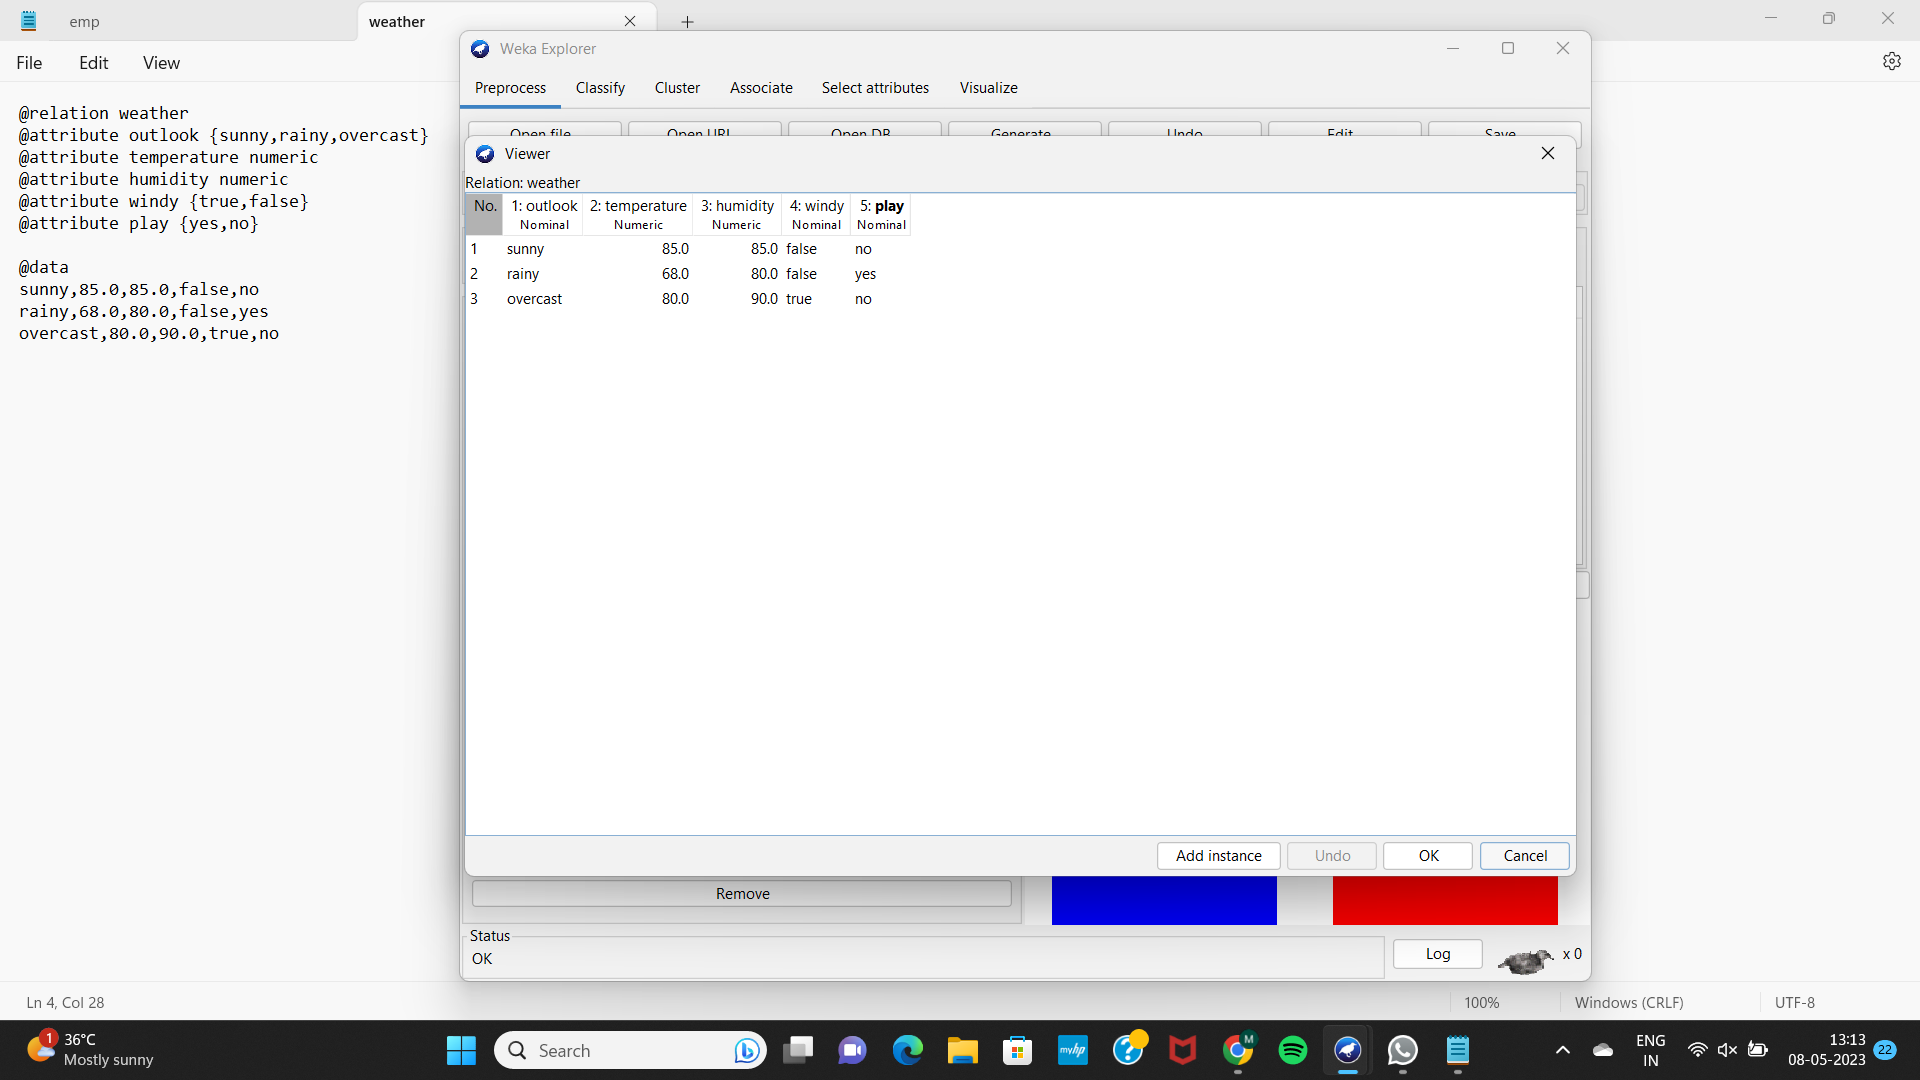 emp
weather
File Edit View
@relation weather
@attribute outlook {sunny,rainy,overcast}
@attribute temperature numeric
@attribute humidity numeric
@attribute windy {true,false}
@attribute play {yes,no}
@data
sunny,85.0,85.0,false,no
rainy,68.0,80.0,false,yes
overcast,80.0,90.0,true,no
Weka Explorer
Preprocess Classify Cluster Associate Select attributes Visualize
Open file Open URL Open DB Generate Undo Edit Save
Viewer
Relation: weather
No. 1: outlook 2: temperature 3: humidity 4: windy 5: play
Nominal Numeric Numeric Nominal Nominal
1 sunny 85.0 85.0 false no
2 rainy 68.0 80.0 false yes
3 overcast 80.0 90.0 true no
Add instance Undo OK Cancel
Remove
Status
OK
Log x 0
Ln 4, Col 28 100% Windows (CRLF) UTF-8
1 36°C
Mostly sunny
Search
myhp
M
ENG
IN
13:13
08-05-2023
22